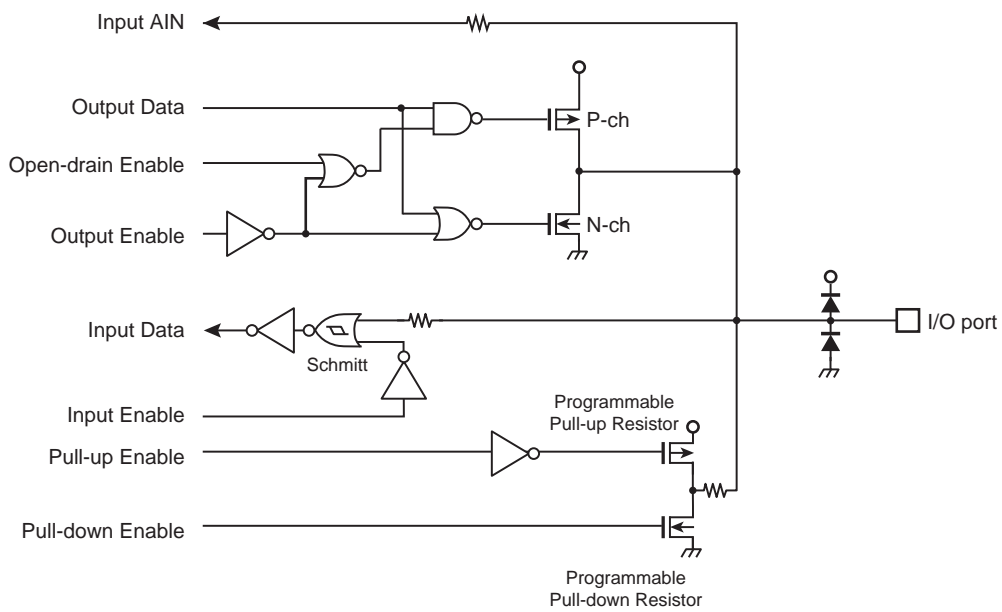 Input AIN
Output Data
P-ch
Open-drain Enable
N-ch
Output Enable
Input Data
I/O port
Schmitt
Input Enable
Programmable
Pull-up Resistor
Pull-up Enable
Pull-down Enable
Programmable
Pull-down Resistor